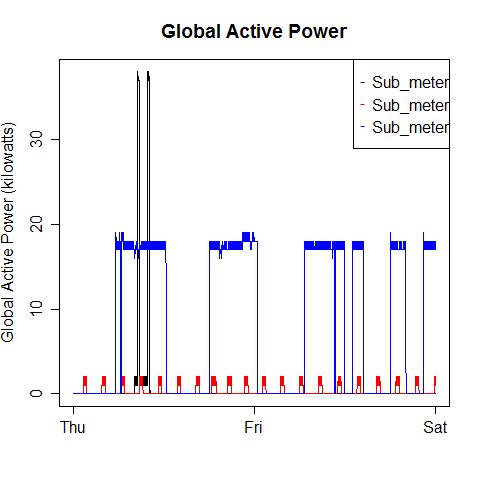 Global Active Power
Sub_meter
Sub_meter
Sub_meter
Global Active Power (kilowatts)
30
20
10
0
Thu Fri Sat